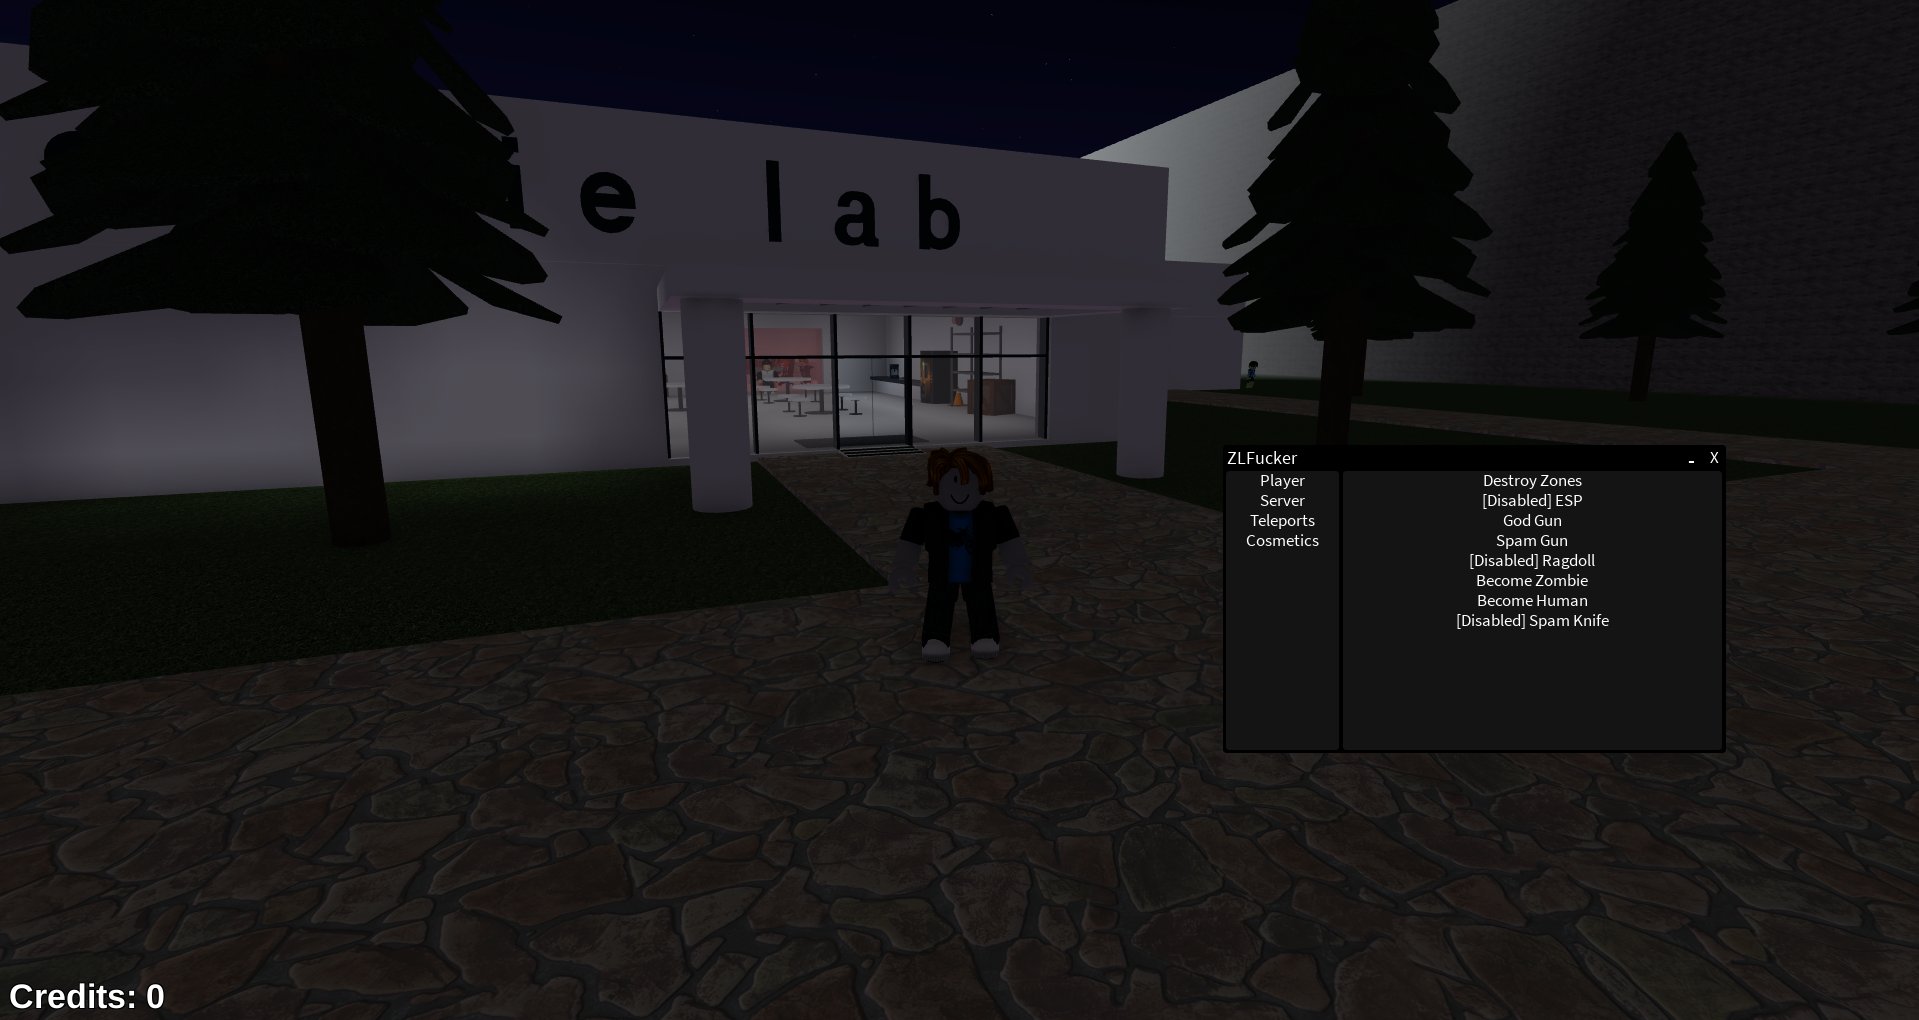 e lab
ZLFucker
_ X
Player
Server
Teleports
Cosmetics
Destroy Zones
[Disabled] ESP
God Gun
Spam Gun
[Disabled] Ragdoll
Become Zombie
Become Human
[Disabled] Spam Knife
Credits: 0